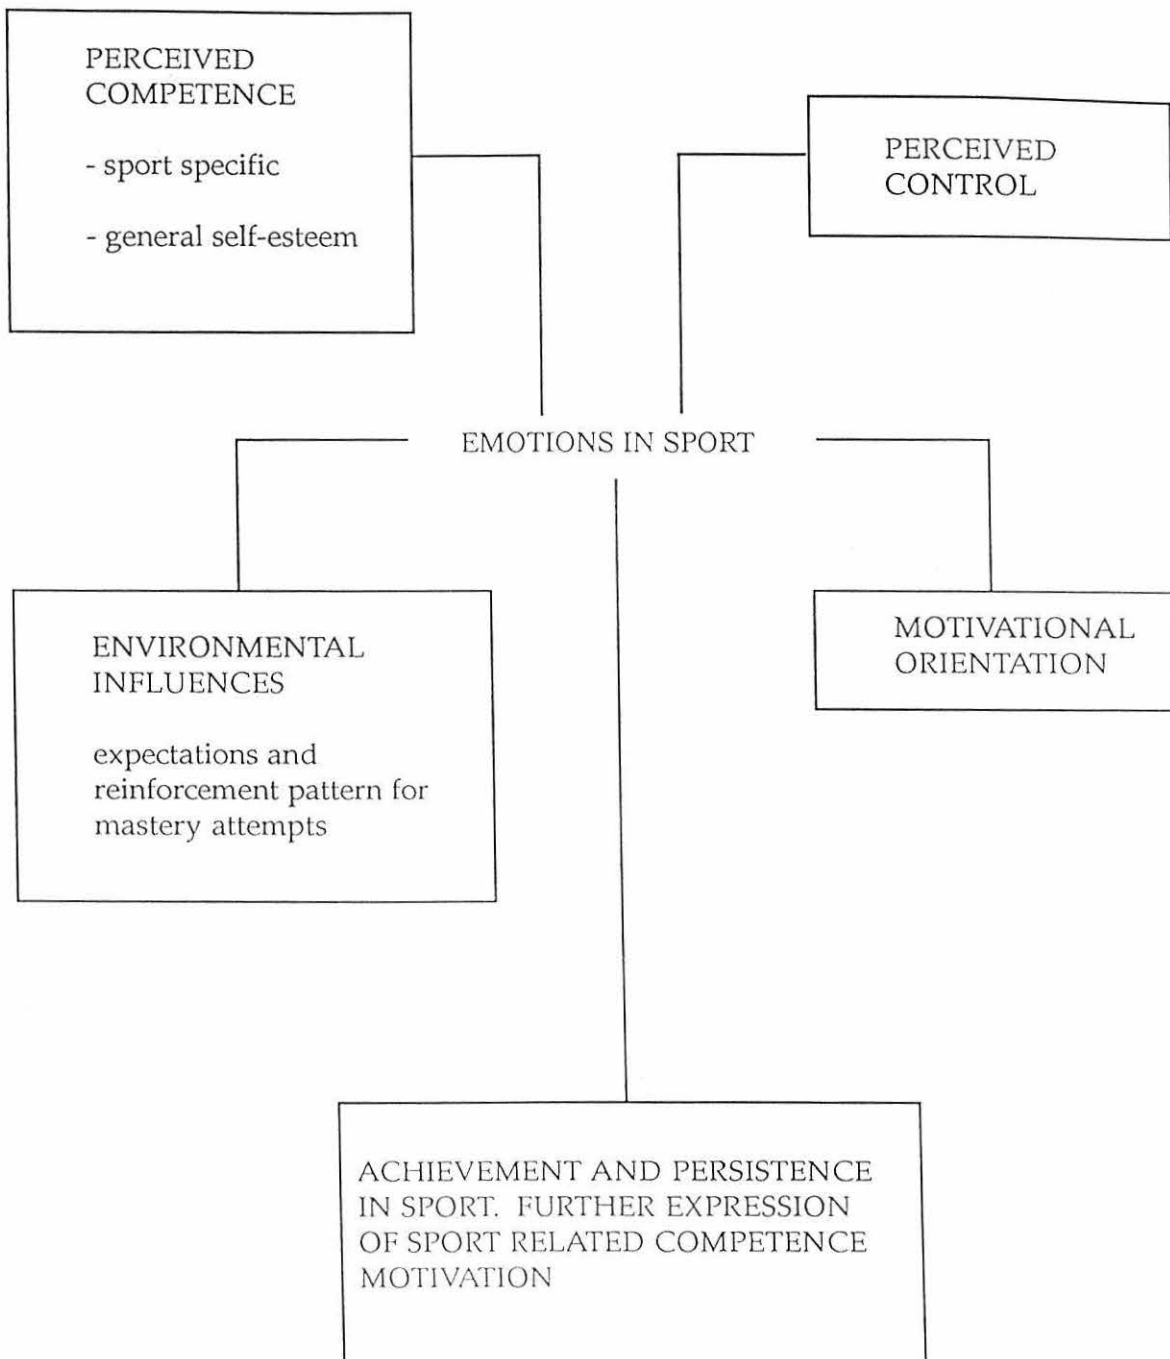 PERCEIVED
COMPETENCE
- sport specific
- general self-esteem
PERCEIVED
CONTROL
EMOTIONS IN SPORT
ENVIRONMENTAL
INFLUENCES
expectations and
reinforcement pattern for
mastery attempts
MOTIVATIONAL
ORIENTATION
ACHIEVEMENT AND PERSISTENCE
IN SPORT. FURTHER EXPRESSION
OF SPORT RELATED COMPETENCE
MOTIVATION